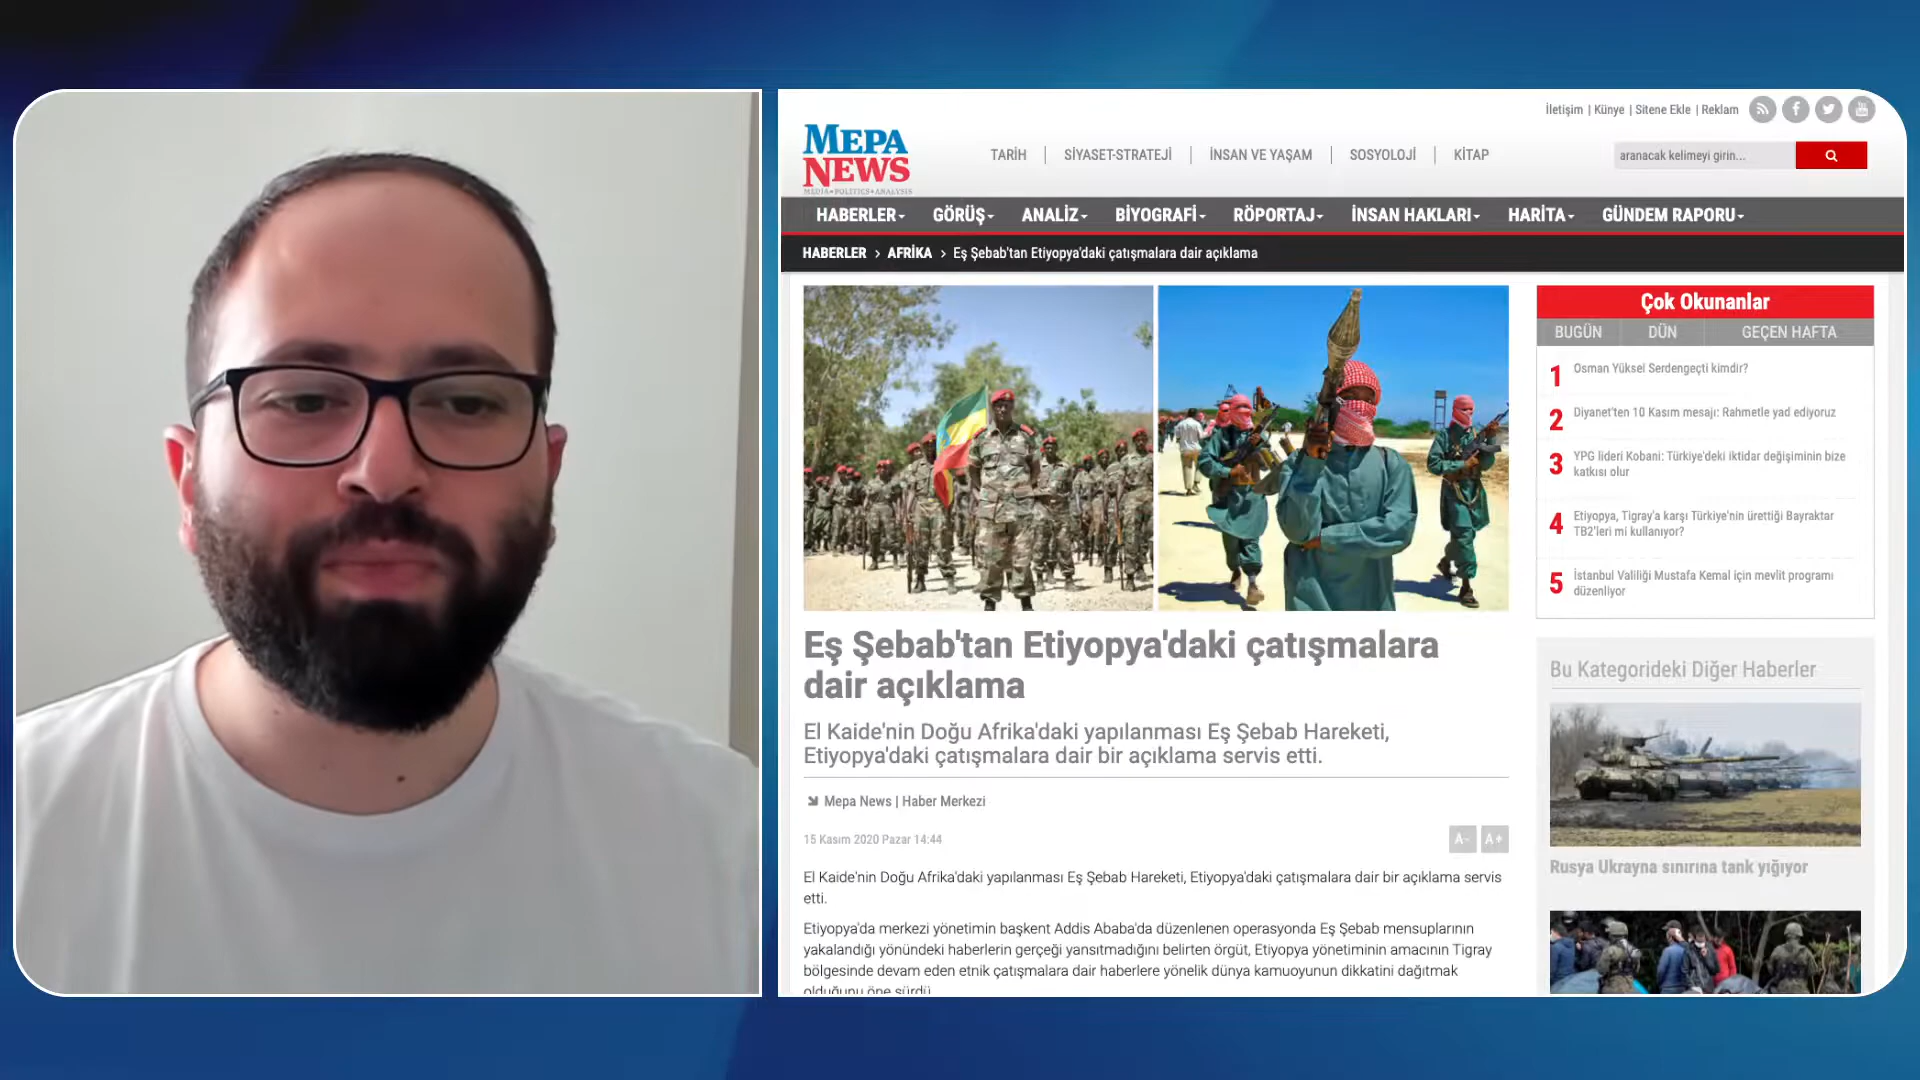 İletişim | Künye | Sitene Ekle | Reklam
MEPA
NEWS
MEDIA•POLITICS•ANALYSIS
TARİH | SİYASET-STRATEJİ | İNSAN VE YAŞAM | SOSYOLOJİ | KİTAP
aranacak kelimeyi girin...
HABERLER GÖRÜŞ ANALİZ BİYOGRAFİ RÖPORTAJ İNSAN HAKLARI HARİTA GÜNDEM RAPORU
HABERLER > AFRİKA > Eş Şebab'tan Etiyopya'daki çatışmalara dair açıklama
Eş Şebab'tan Etiyopya'daki çatışmalara
dair açıklama
El Kaide'nin Doğu Afrika'daki yapılanması Eş Şebab Hareketi,
Etiyopya'daki çatışmalara dair bir açıklama servis etti.
Mepa News | Haber Merkezi
15 Kasım 2020 Pazar 14:44
A- A+
El Kaide'nin Doğu Afrika'daki yapılanması Eş Şebab Hareketi, Etiyopya'daki çatışmalara dair bir açıklama servis
etti.
Etiyopya'da merkezi yönetimin başkent Addis Ababa'da düzenlenen operasyonda Eş Şebab mensuplarının
yakalandığı yönündeki haberlerin gerçeği yansıtmadığını belirten örgüt, Etiyopya yönetiminin amacının Tigray
bölgesinde devam eden etnik çatışmalara dair haberlere yönelik dünya kamuoyunun dikkatini dağıtmak
olduğunu öne sürdü.
Çok Okunanlar
BUGÜN DÜN GEÇEN HAFTA
1 Osman Yüksel Serdengeçti kimdir?
2 Diyanet'ten 10 Kasım mesajı: Rahmetle yad ediyoruz
3 YPG lideri Kobani: Türkiye'deki iktidar değişiminin bize
katkısı olur
4 Etiyopya, Tigray'a karşı Türkiye'nin ürettiği Bayraktar
TB2'leri mi kullanıyor?
5 İstanbul Valiliği Mustafa Kemal için mevlit programı
düzenliyor
Bu Kategorideki Diğer Haberler
Rusya Ukrayna sınırına tank yığıyor